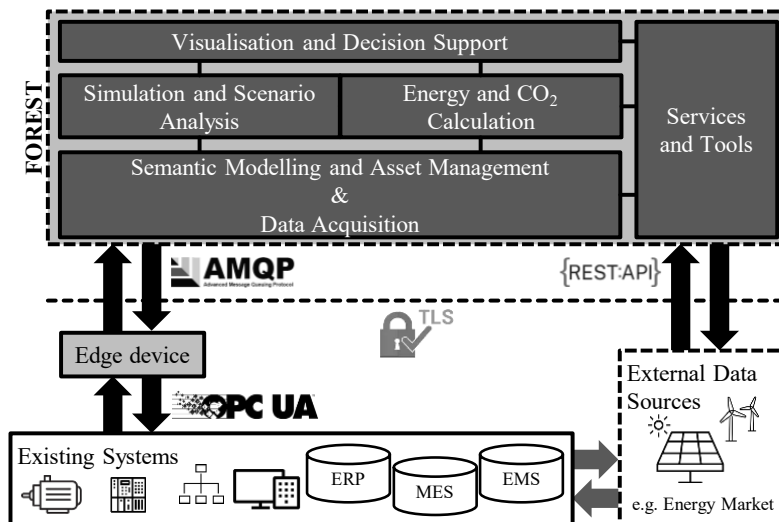 FOREST
Visualisation and Decision Support
Simulation and Scenario
Analysis
Energy and CO₂
Calculation
Services
and Tools
Semantic Modelling and Asset Management
&
Data Acquisition
AMQP
Advanced Message Queuing Protocol
{REST:API}
TLS
Edge device
OPC UA
External Data
Sources
e.g. Energy Market
Existing Systems
ERP
MES
EMS